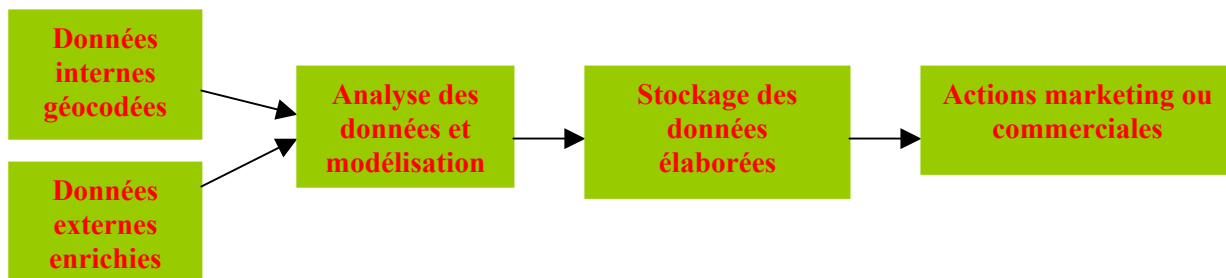 Données
internes
géocodées
Données
externes
enrichies
Analyse des
données et
modélisation
Stockage des
données
élaborées
Actions marketing ou
commerciales